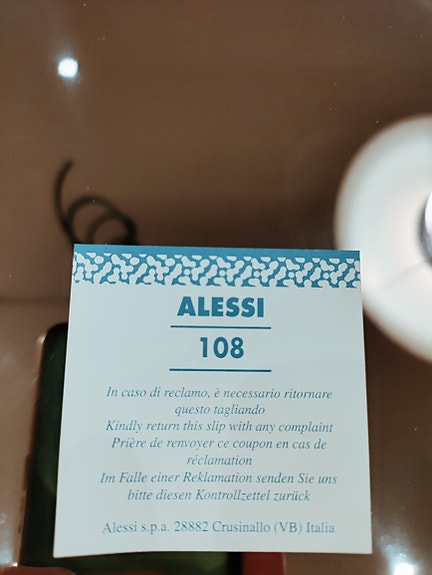 ALESSI
108
In caso di reclamo, è necessario ritornare
questo tagliando
Kindly return this slip with any complaint
Prière de renvoyer ce coupon en cas de
réclamation
Im Falle einer Reklamation senden Sie uns
bitte diesen Kontrollzettel zurück
Alessi s.p.a. 28882 Crusinallo (VB) Italia